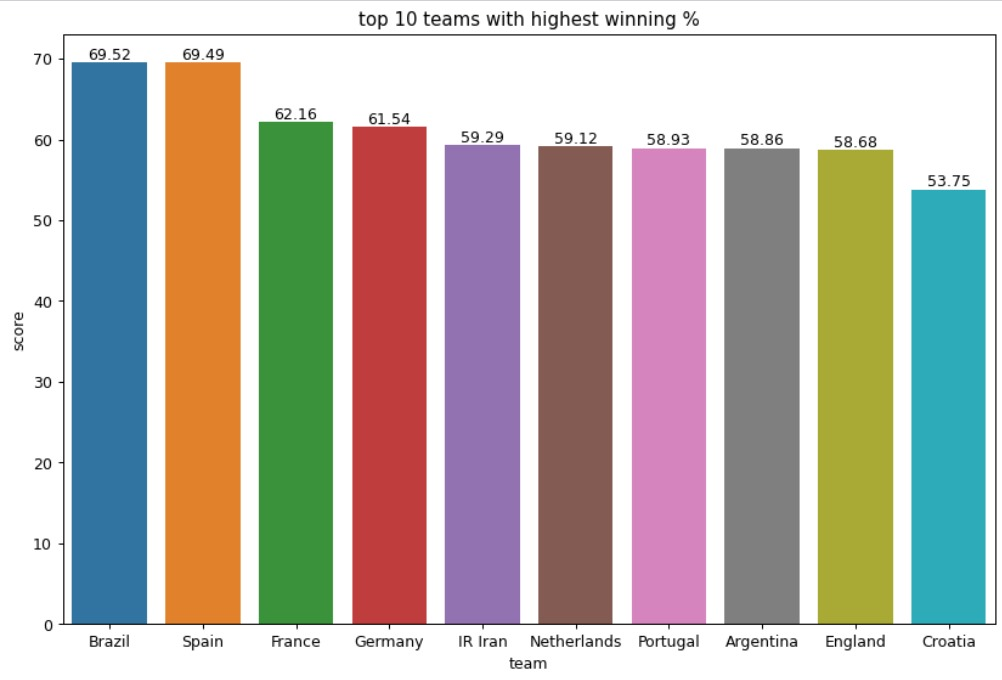 top 10 teams with highest winning %
70
60
50
40
30
20
10
0
score
69.52
69.49
62.16
61.54
59.29
59.12
58.93
58.86
58.68
53.75
Brazil
Spain
France
Germany
IR Iran
Netherlands
Portugal
Argentina
England
Croatia
team